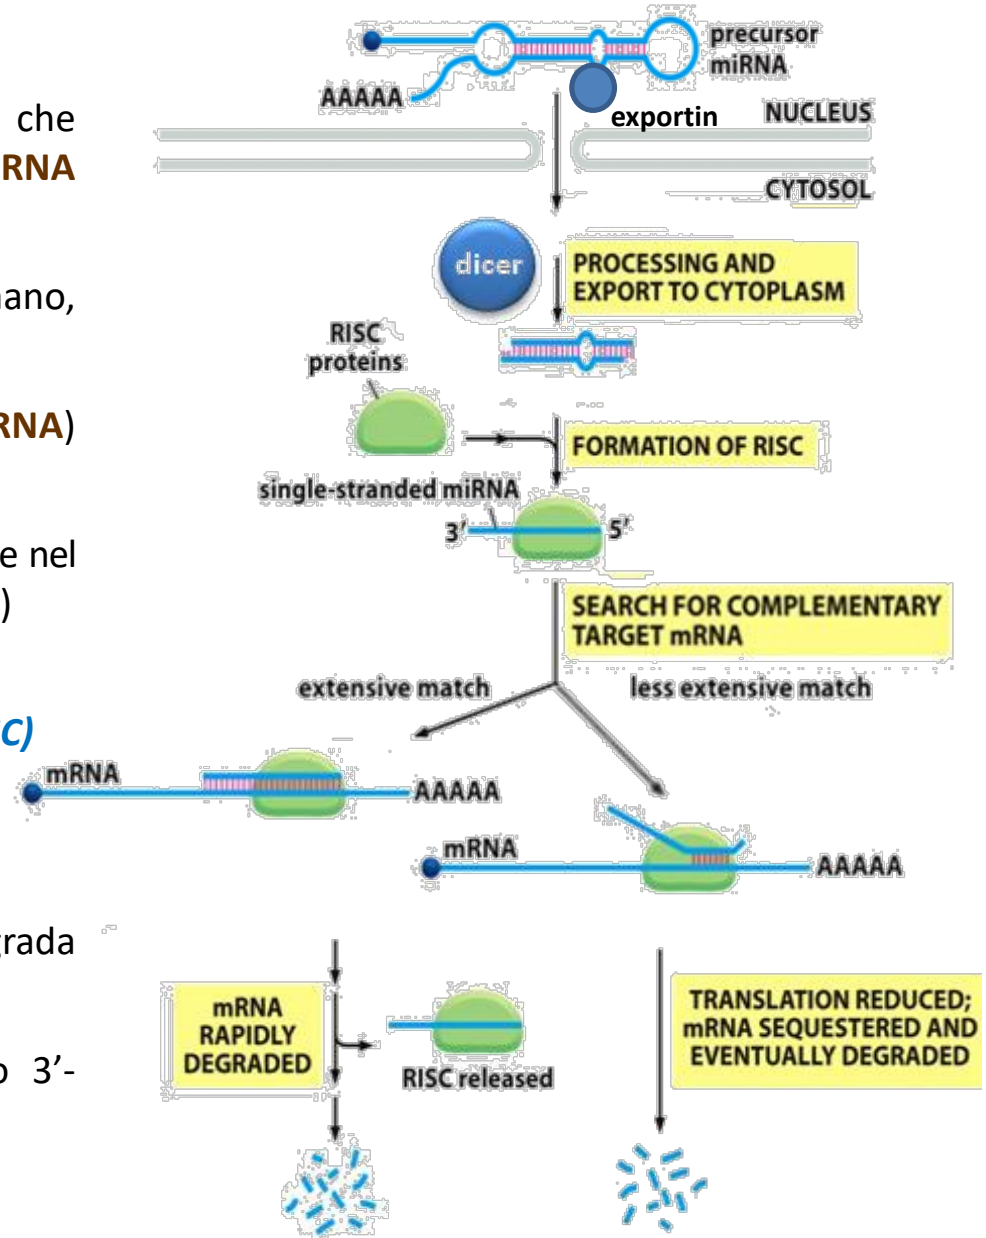 precursor
miRNA
AAAAA
exportin
NUCLEUS
che
RNA
CYTOSOL
dicer
PROCESSING AND
EXPORT TO CYTOPLASM
RISC
proteins
RNA)
FORMATION OF RISC
single-stranded miRNA
3′
5′
e nel
)
SEARCH FOR COMPLEMENTARY
TARGET mRNA
extensive match
less extensive match
C)
mRNA
AAAAA
mRNA
AAAAA
mRNA
RAPIDLY
DEGRADED
RISC released
TRANSLATION REDUCED;
mRNA SEQUESTERED AND
EVENTUALLY DEGRADED
3’-